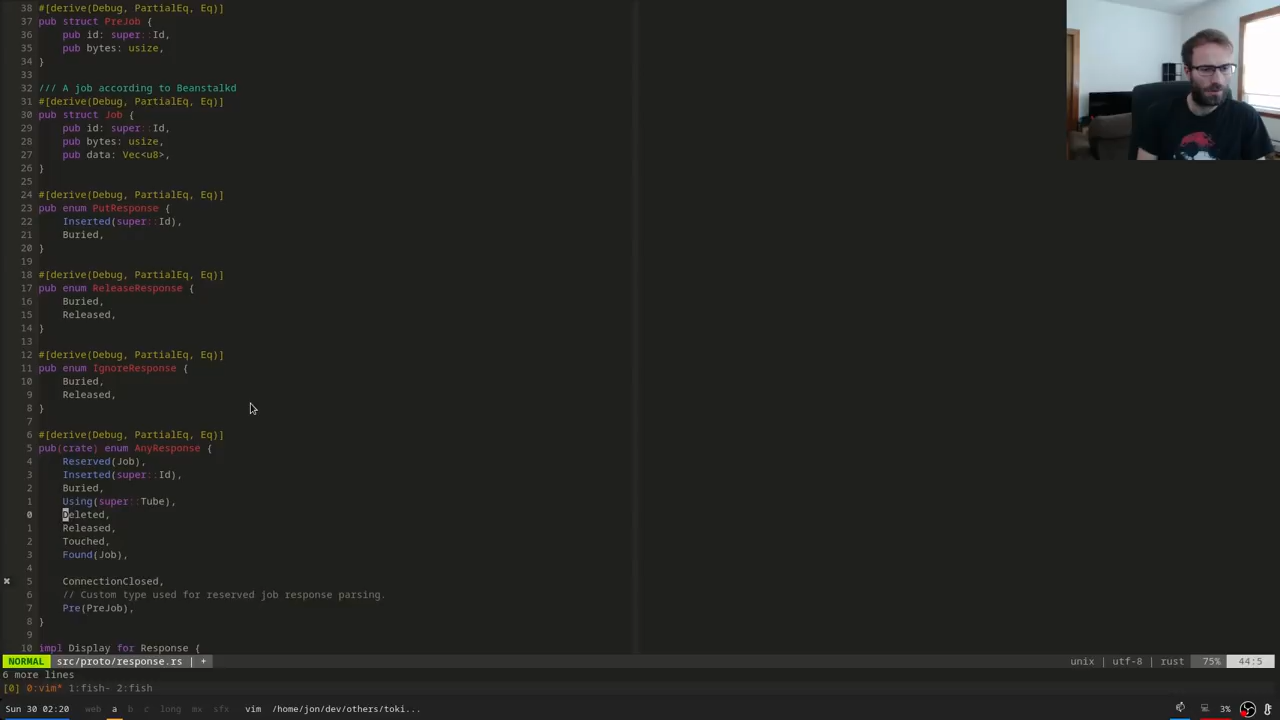 38 #[derive(Debug, PartialEq, Eq)]
37 pub struct PreJob {
36     pub id: super::Id,
35     pub bytes: usize,
34 }
33
32 /// A job according to Beanstalkd
31 #[derive(Debug, PartialEq, Eq)]
30 pub struct Job {
29     pub id: super::Id,
28     pub bytes: usize,
27     pub data: Vec<u8>,
26 }
25
24 #[derive(Debug, PartialEq, Eq)]
23 pub enum PutResponse {
22     Inserted(super::Id),
21     Buried,
20 }
19
18 #[derive(Debug, PartialEq, Eq)]
17 pub enum ReleaseResponse {
16     Buried,
15     Released,
14 }
13
12 #[derive(Debug, PartialEq, Eq)]
11 pub enum IgnoreResponse {
10     Buried,
9     Released,
8 }
7
6 #[derive(Debug, PartialEq, Eq)]
5 pub(crate) enum AnyResponse {
4     Reserved(Job),
3     Inserted(super::Id),
2     Buried,
1     Using(super::Tube),
0     Deleted,
1     Released,
2     Touched,
3     Found(Job),
4
✖ 5     ConnectionClosed,
6     // Custom type used for reserved job response parsing.
7     Pre(PreJob),
8 }
9
10 impl Display for Response {
NORMAL src/proto/response.rs | + unix | utf-8 | rust 75% 44:5
6 more lines
[0] 0:vim* 1:fish- 2:fish
Sun 30 02:20 web a b c lung mx sfx vim /home/jon/dev/others/toki... 3%